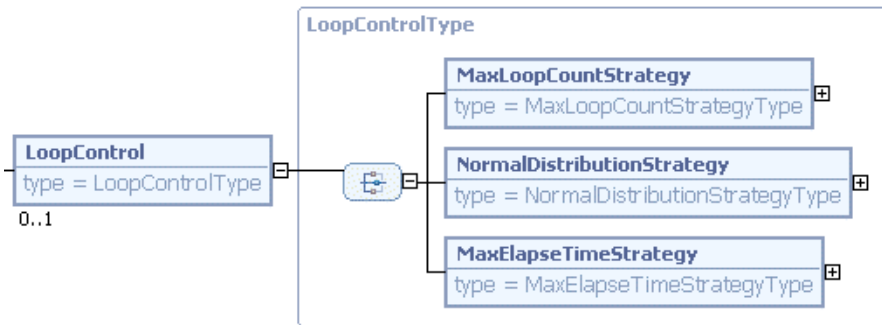 LoopControlType
MaxLoopCountStrategy
type = MaxLoopCountStrategyType
LoopControl
type = LoopControlType
0..1
NormalDistributionStrategy
type = NormalDistributionStrategyType
MaxElapseTimeStrategy
type = MaxElapseTimeStrategyType